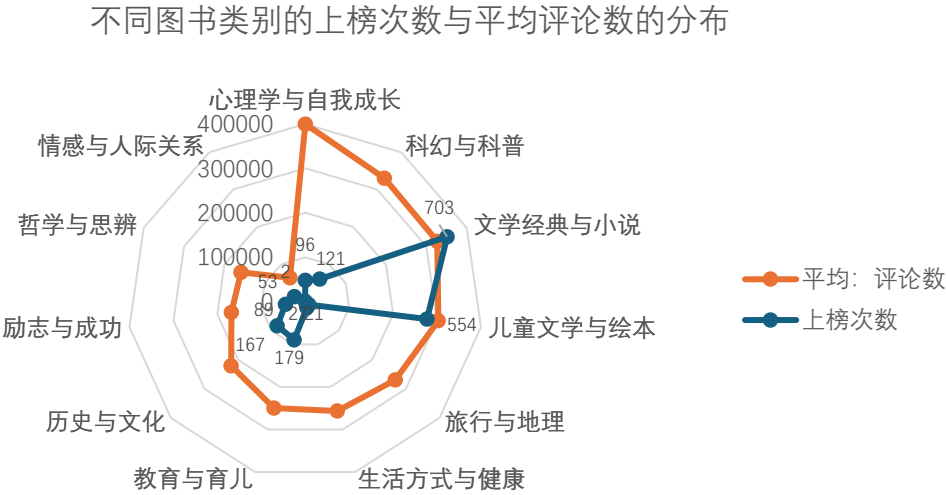 不同图书类别的上榜次数与平均评论数的分布
心理学与自我成长
400000
情感与人际关系
科幻与科普
300000
703
哲学与思辨
200000
文学经典与小说
96
100000
121
2
53
平均：评论数
0
89
21
励志与成功
554
儿童文学与绘本
上榜次数
167
179
历史与文化
旅行与地理
教育与育儿
生活方式与健康